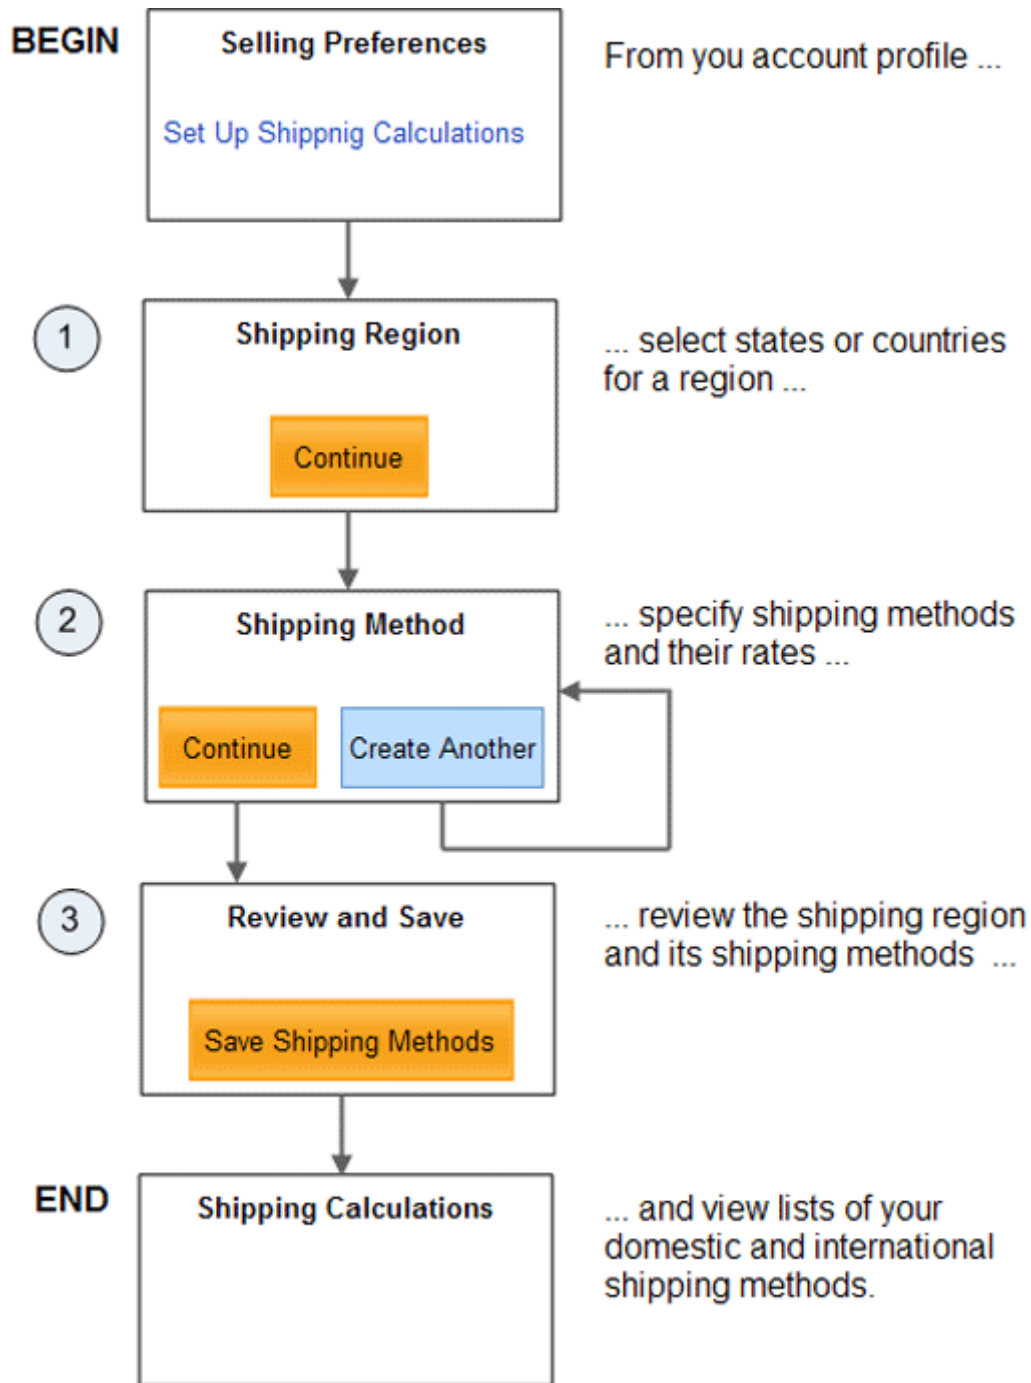 BEGIN
Selling Preferences
From you account profile ...
Set Up Shippnig Calculations
1
Shipping Region
... select states or countries
for a region ...
Continue
2
Shipping Method
... specify shipping methods
and their rates ...
Continue
Create Another
3
Review and Save
... review the shipping region
and its shipping methods ...
Save Shipping Methods
END
Shipping Calculations
... and view lists of your
domestic and international
shipping methods.